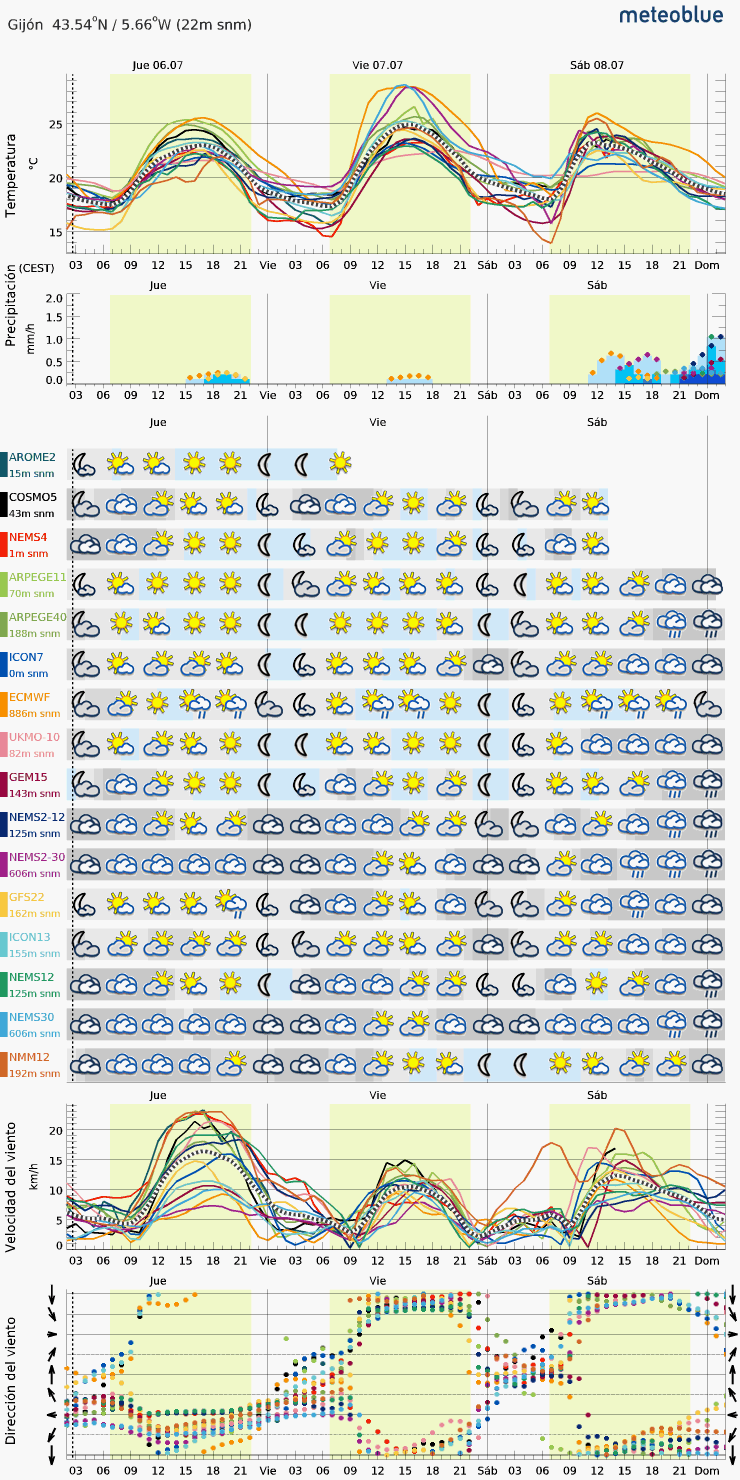 meteoblue
Gijón 43.54°N / 5.66°W (22m snm)
Jue 06.07 Vie 07.07 Sáb 08.07
Temperatura
°C
25
20
15
03 06 09 12 15 18 21 Vie 03 06 09 12 15 18 21 Sáb 03 06 09 12 15 18 21 Dom
(CEST)
Jue Vie Sáb
Precipitación
mm/h
2.0
1.5
1.0
0.5
0.0
03 06 09 12 15 18 21 Vie 03 06 09 12 15 18 21 Sáb 03 06 09 12 15 18 21 Dom
Jue Vie Sáb
AROME2
15m snm
COSMO5
43m snm
NEMS4
1m snm
ARPEGE11
70m snm
ARPEGE40
188m snm
ICON7
0m snm
ECMWF
886m snm
UKMO-10
82m snm
GEM15
143m snm
NEMS2-12
125m snm
NEMS2-30
606m snm
GFS22
162m snm
ICON13
155m snm
NEMS12
125m snm
NEMS30
606m snm
NMM12
192m snm
Jue Vie Sáb
Velocidad del viento
km/h
20
15
10
5
0
03 06 09 12 15 18 21 Vie 03 06 09 12 15 18 21 Sáb 03 06 09 12 15 18 21 Dom
Jue Vie Sáb
Dirección del viento
03 06 09 12 15 18 21 Vie 03 06 09 12 15 18 21 Sáb 03 06 09 12 15 18 21 Dom